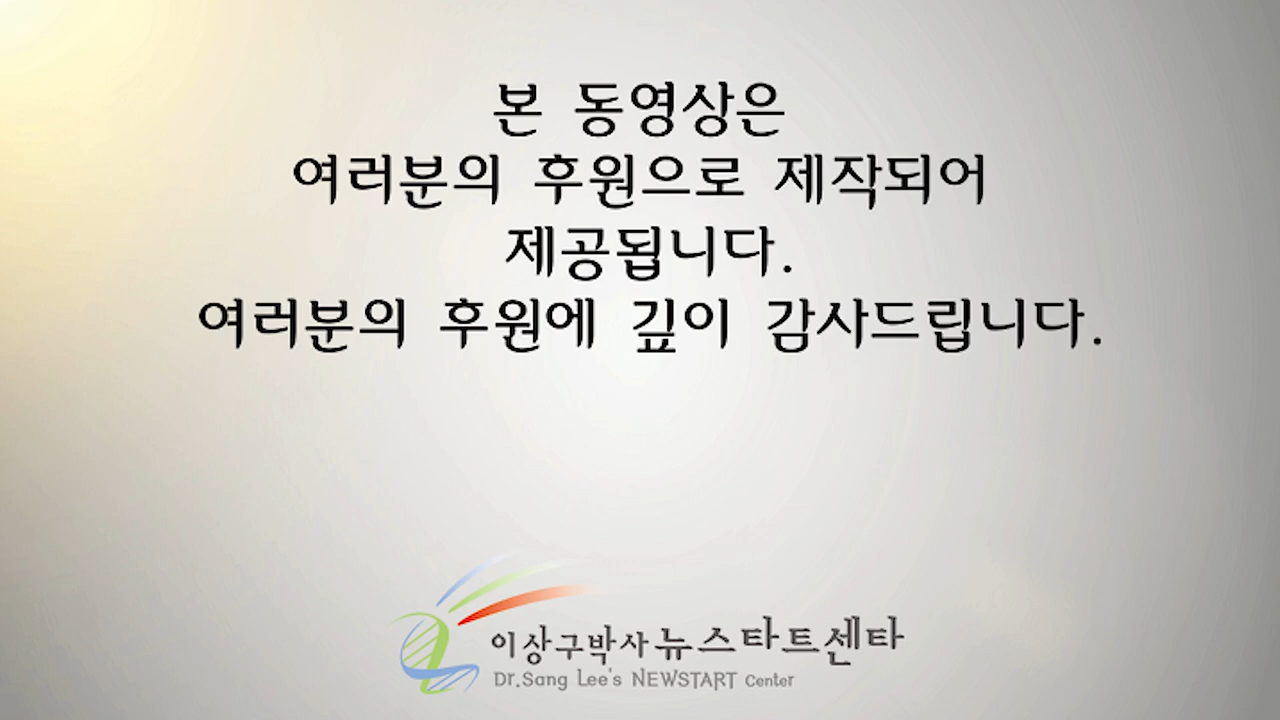 본 동영상은
여러분의 후원으로 제작되어
제공됩니다.
여러분의 후원에 깊이 감사드립니다.
이상구박사 뉴스타트센타
Dr.Sang Lee's NEWSTART Center